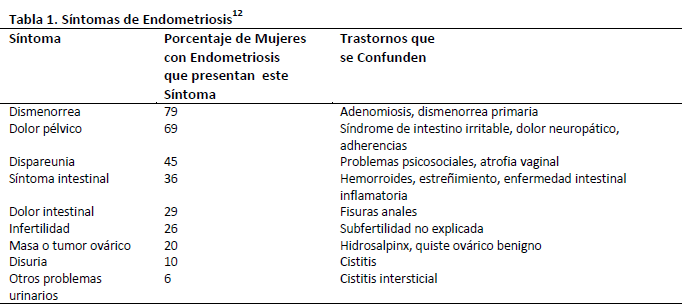 Tabla 1. Síntomas de Endometriosis12
Síntoma Porcentaje de Mujeres Trastornos que
con Endometriosis se Confunden
que presentan este
Síntoma
Dismenorrea 79 Adenomiosis, dismenorrea primaria
Dolor pélvico 69 Síndrome de intestino irritable, dolor neuropático,
adherencias
Dispareunia 45 Problemas psicosociales, atrofia vaginal
Síntoma intestinal 36 Hemorroides, estreñimiento, enfermedad intestinal
inflamatoria
Dolor intestinal 29 Fisuras anales
Infertilidad 26 Subfertilidad no explicada
Masa o tumor ovárico 20 Hidrosalpinx, quiste ovárico benigno
Disuria 10 Cistitis
Otros problemas 6 Cistitis intersticial
urinarios